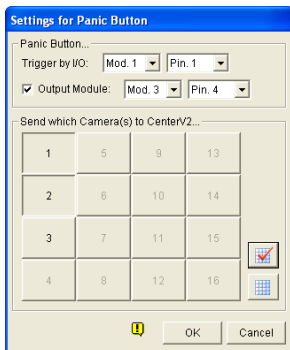 Settings for Panic Button
Panic Button...
Trigger by I/O: Mod. 1 Pin. 1
Output Module: Mod. 3 Pin. 4
Send which Camera(s) to CenterV2...
1 5 9 13
2 6 10 14
3 7 11 15
4 8 12 16
OK Cancel